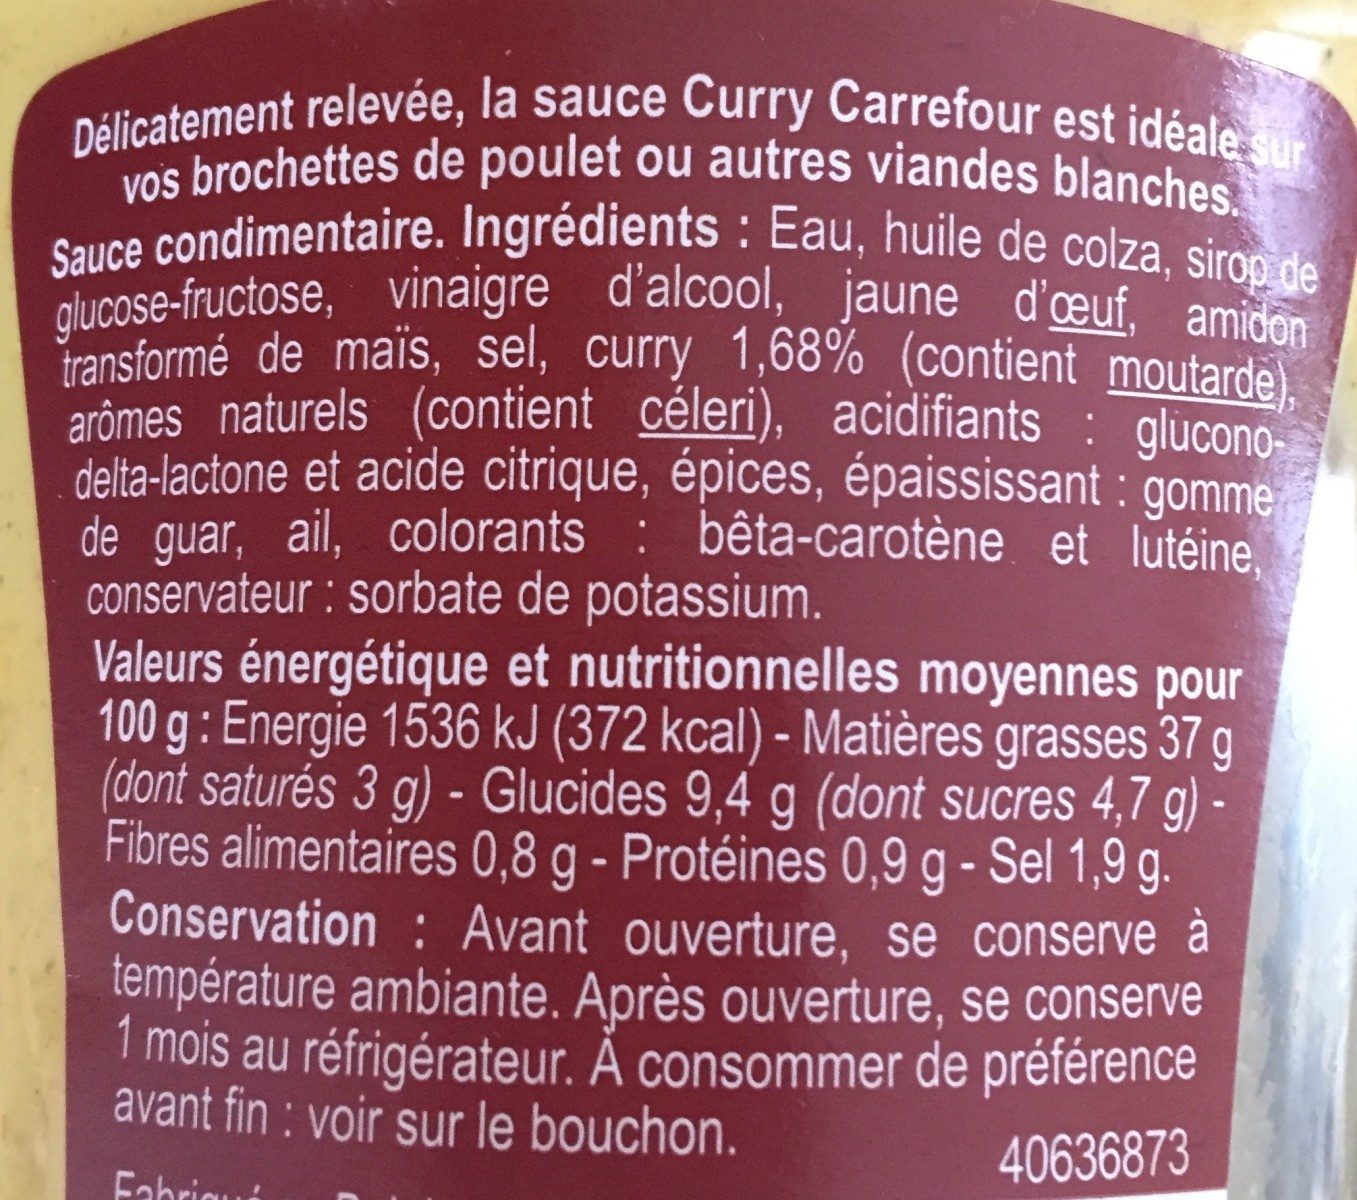 Délicatement relevée, la sauce Curry Carrefour est idéale sur
vos brochettes de poulet ou autres viandes blanches.
Sauce condimentaire. Ingrédients : Eau, huile de colza, sirop de
glucose-fructose, vinaigre d'alcool, jaune d'œuf, amidon
transformé de maïs, sel, curry 1,68% (contient moutarde),
arômes naturels (contient céleri), acidifiants : glucono-
delta-lactone et acide citrique, épices, épaississant : gomme
de guar, ail, colorants : bêta-carotène et lutéine,
conservateur : sorbate de potassium.
Valeurs énergétique et nutritionnelles moyennes pour
100 g : Energie 1536 kJ (372 kcal) - Matières grasses 37 g
(dont saturés 3 g) - Glucides 9,4 g (dont sucres 4,7 g) -
Fibres alimentaires 0,8 g - Protéines 0,9 g - Sel 1,9 g.
Conservation : Avant ouverture, se conserve à
température ambiante. Après ouverture, se conserve
1 mois au réfrigérateur. À consommer de préférence
avant fin : voir sur le bouchon.
40636873
Fabriqué